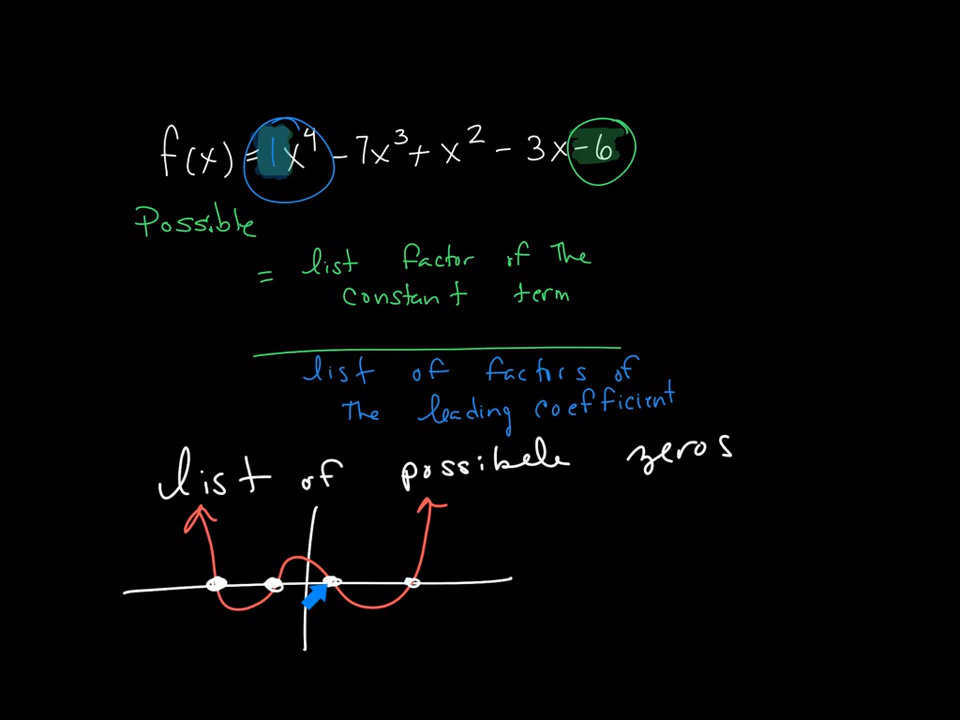 f(x) = 1x⁴ - 7x³ + x² - 3x - 6
Possible
= list factor of the
constant term
list of factors of
the leading coefficient
list of possibele zeros